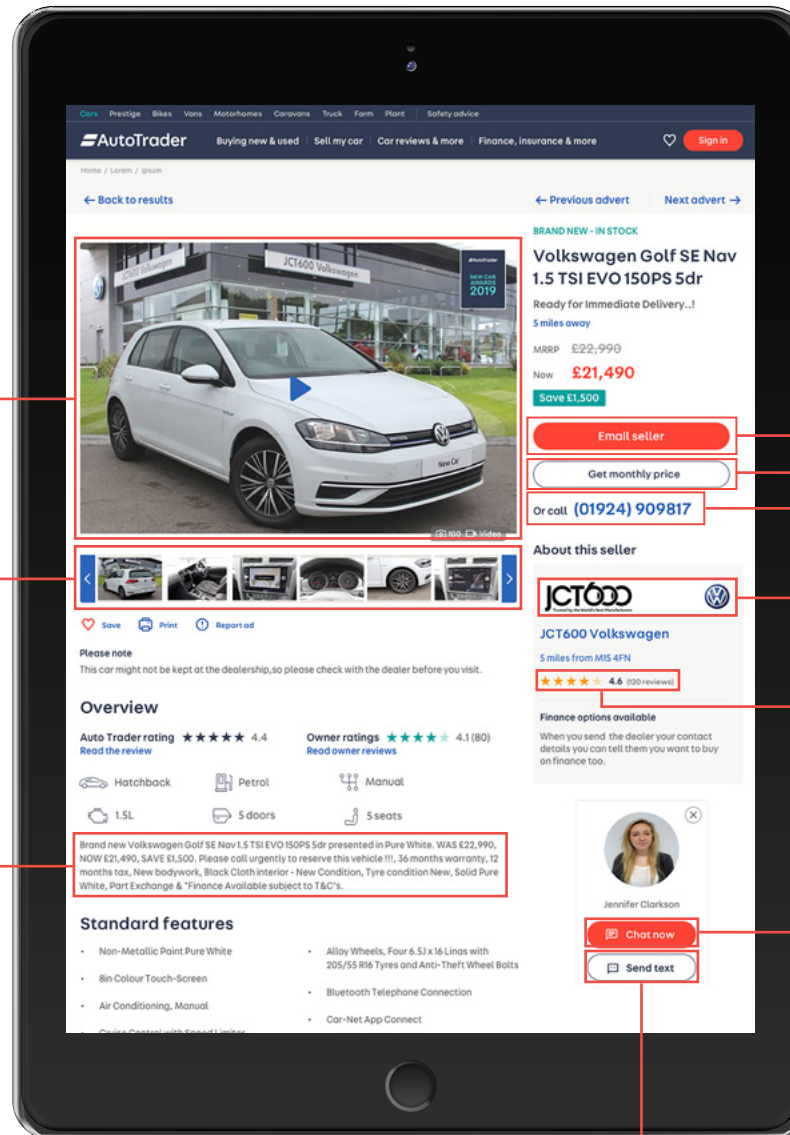 Cars Prestige Bikes Vans Motorhomes Caravans Truck Farm Plant Safety advice
AutoTrader Buying new & used Sell my car Car reviews & more Finance, insurance & more Sign in
Home / Lorem / Ipsum
← Back to results ← Previous advert Next advert →
BRAND NEW - IN STOCK
Volkswagen Golf SE Nav
1.5 TSI EVO 150PS 5dr
Ready for Immediate Delivery..!
5 miles away
MRRP £22,990
Now £21,490
Save £1,500
Email seller
Get monthly price
Or call (01924) 909817
JCT600 Volkswagen
JCT600 Volkswagen
AutoTrader
NEW CAR
AWARDS
2019
New Car
100 Video
Save Print Report ad
Please note
This car might not be kept at the dealership,so please check with the dealer before you visit.
Overview
Auto Trader rating 4.4 Owner ratings 4.1 (80)
Read the review Read owner reviews
Hatchback Petrol Manual
1.5L 5 doors 5 seats
Brand new Volkswagen Golf SE Nav 1.5 TSI EVO 150PS 5dr presented in Pure White. WAS £22,990,
NOW £21,490, SAVE £1,500. Please call urgently to reserve this vehicle !!!, 36 months warranty, 12
months tax, New bodywork, Black Cloth interior - New Condition, Tyre condition New, Solid Pure
White, Part Exchange & "Finance Available subject to T&C's.
Standard features
• Non-Metallic Paint Pure White
• 8in Colour Touch-Screen
• Air Conditioning, Manual
• Cruise Control with Speed Limiter
• Alloy Wheels, Four 6.5J x 16 Linas with
205/55 R16 Tyres and Anti-Theft Wheel Bolts
• Bluetooth Telephone Connection
• Car-Net App Connect
About this seller
JCT600
Trusted by the World's Best Manufacturers
JCT600 Volkswagen
5 miles from M15 4FN
4.6 (120 reviews)
Finance options available
When you send the dealer your contact
details you can tell them you want to buy
on finance too.
Jennifer Clarkson
Chat now
Send text